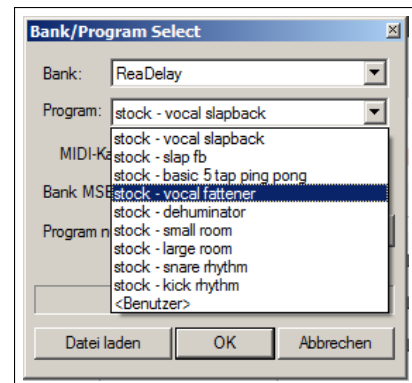 Bank/Program Select
Bank: ReaDelay
Program: stock - vocal slapback
stock - vocal slapback
MIDI-Ka stock - slap fb
stock - basic 5 tap ping pong
Bank MSB stock - vocal fattener
stock - dehuminator
Program n stock - small room
stock - large room
stock - snare rhythm
stock - kick rhythm
<Benutzer>
Datei laden OK Abbrechen